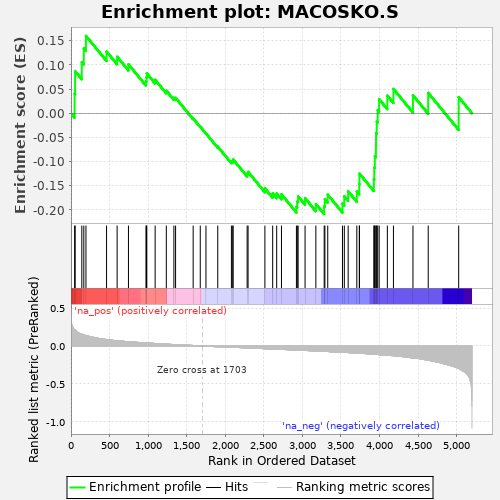 Enrichment plot: MACOSKO.S
Enrichment score (ES)
0.15
0.10
0.05
0.00
-0.05
-0.10
-0.15
-0.20
Ranked list metric (PreRanked)
0.5
0.0
-0.5
-1.0
'na_pos' (positively correlated)
Zero cross at 1703
'na_neg' (negatively correlated)
0
500
1,000
1,500
2,000
2,500
3,000
3,500
4,000
4,500
5,000
Rank in Ordered Dataset
Enrichment profile
Hits
Ranking metric scores